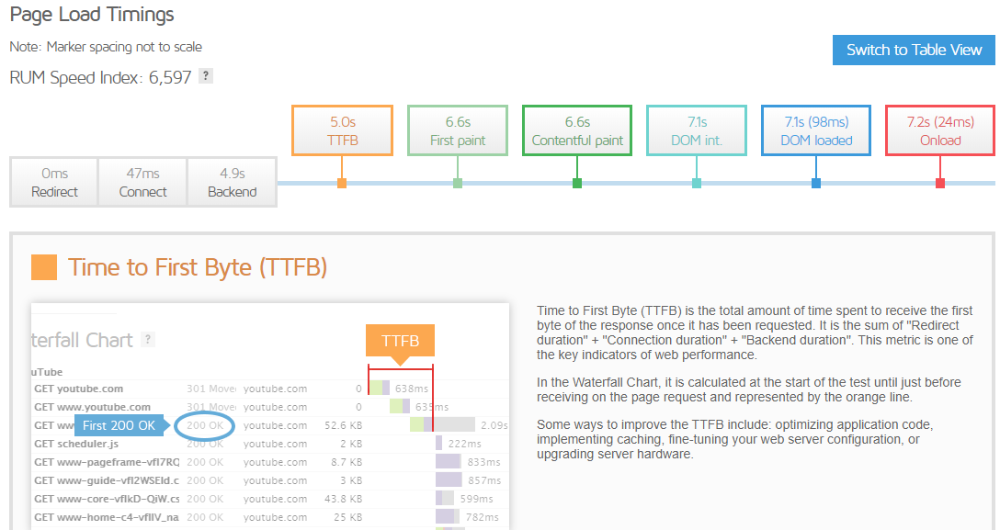 Page Load Timings
Note: Marker spacing not to scale
Switch to Table View
RUM Speed Index: 6,597 ?
5.0s
TTFB
6.6s
First paint
6.6s
Contentful paint
7.1s
DOM int.
7.1s (98ms)
DOM loaded
7.2s (24ms)
Onload
0ms
Redirect
47ms
Connect
4.9s
Backend
Time to First Byte (TTFB)
terfall Chart ?
TTFB
uTube
GET youtube.com 301 Move youtube.com 0 638ms
GET www.youtube.com 301 Move youtube.com 0 635ms
GET ww First 200 OK 200 OK youtube.com 52.6 KB 2.09s
GET scheduler.js 200 OK youtube.com 2 KB 222ms
GET www-pageframe-vfl7RQ 200 OK youtube.com 8.7 KB 833ms
GET www-guide-vfl2WSEId.c 200 OK youtube.com 3 KB 857ms
GET www-core-vflkD-QiW.cs 200 OK youtube.com 43.8 KB 599ms
GET www-home-c4-vfllV_na 200 OK youtube.com 25 KB 782ms
Time to First Byte (TTFB) is the total amount of time spent to receive the first
byte of the response once it has been requested. It is the sum of "Redirect
duration" + "Connection duration" + "Backend duration". This metric is one of
the key indicators of web performance.
In the Waterfall Chart, it is calculated at the start of the test until just before
receiving on the page request and represented by the orange line.
Some ways to improve the TTFB include: optimizing application code,
implementing caching, fine-tuning your web server configuration, or
upgrading server hardware.